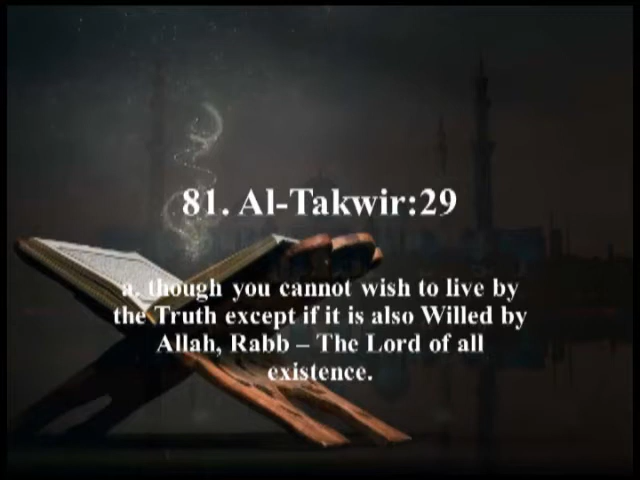 81. Al-Takwir:29
a. though you cannot wish to live by
the Truth except if it is also Willed by
Allah, Rabb – The Lord of all
existence.